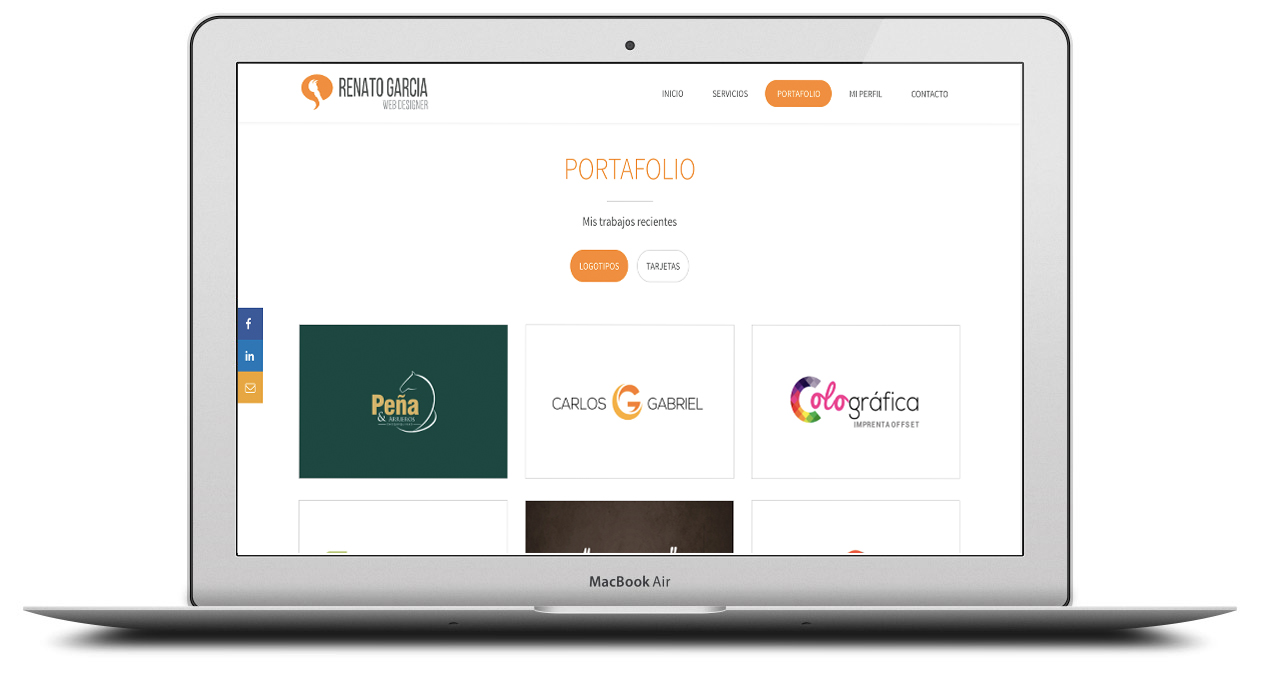 RENATO GARCIA
WEB DESIGNER
INICIO SERVICIOS PORTAFOLIO MI PERFIL CONTACTO
PORTAFOLIO
Mis trabajos recientes
LOGOTIPOS TARJETAS
f
in
Peña
& ARRIEROS
CARLOS G GABRIEL
Colográfica
IMPRENTA OFFSET
MacBook Air